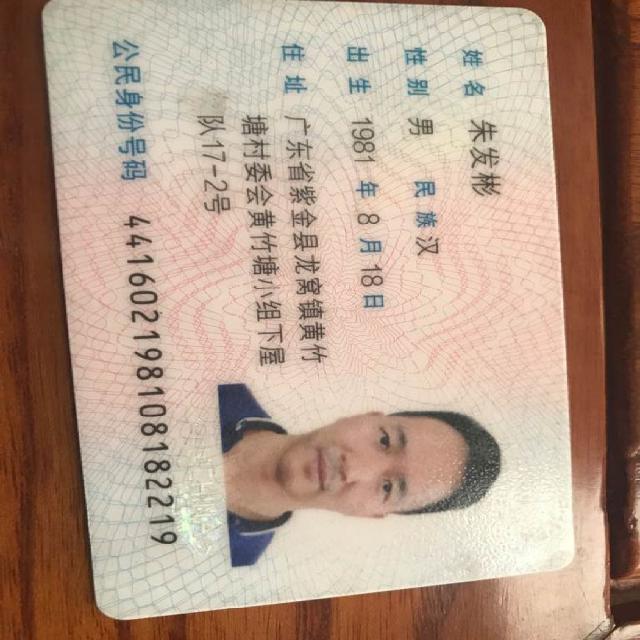 姓名 朱发彬
性别 男 民族 汉
出生 1981 年 8 月 18 日
住址 广东省紫金县龙窝镇黄竹
塘村委会黄竹塘小组下屋
队17-2号
公民身份号码 441602198108182219